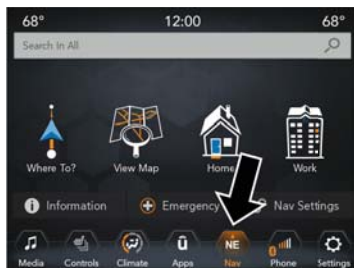 68° 12:00 68°
Search In All
Where To? View Map Home Work
Information Emergency Nav Settings
NE
Media Controls Climate Apps Nav Phone Settings